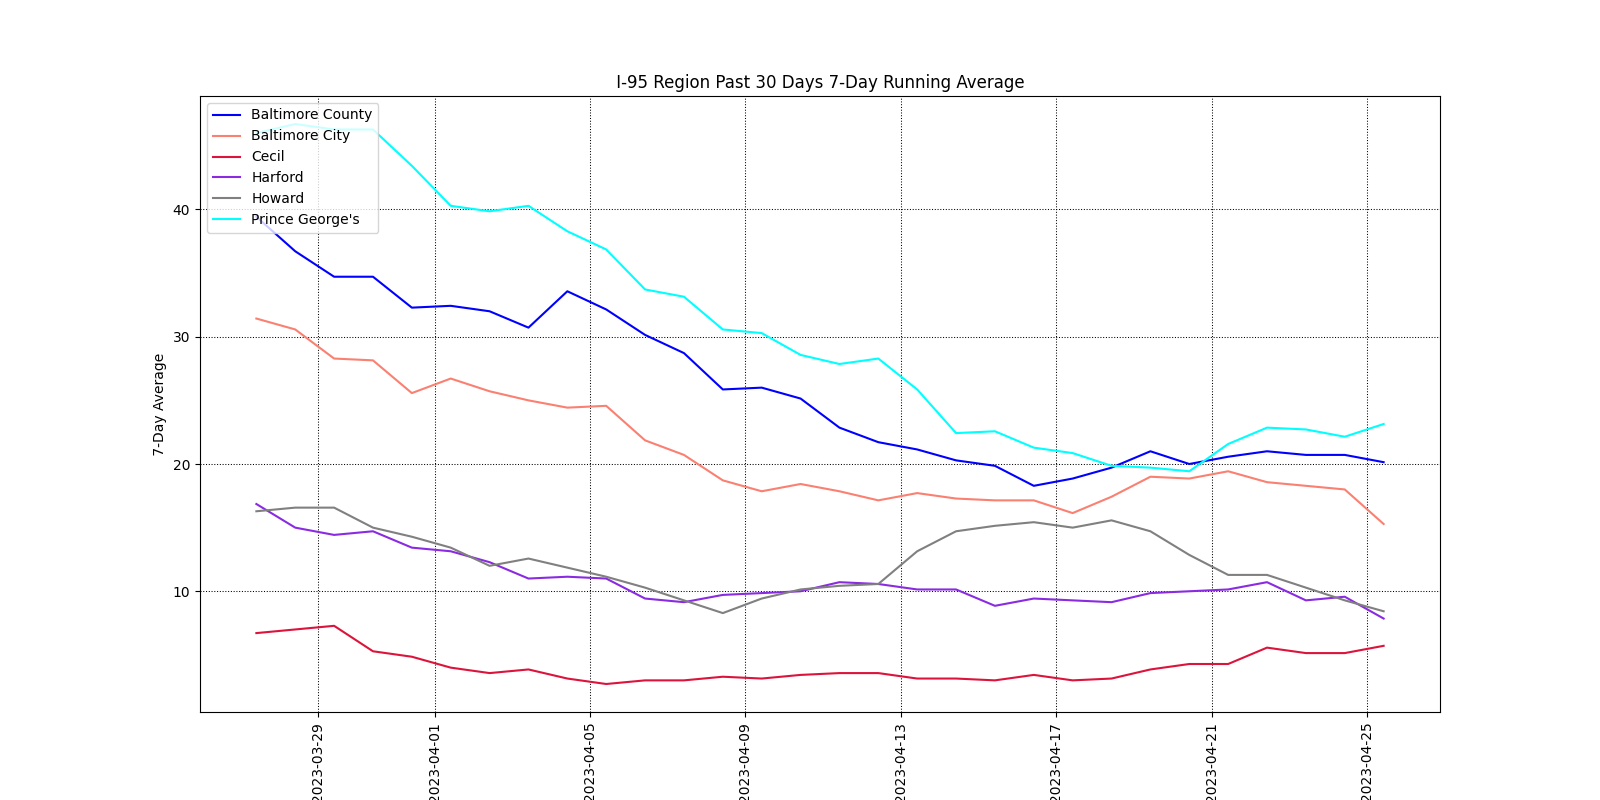 I-95 Region Past 30 Days 7-Day Running Average
Baltimore County
Baltimore City
Cecil
Harford
Howard
Prince George's
7-Day Average
40
30
20
10
2023-03-29
2023-04-01
2023-04-05
2023-04-09
2023-04-13
2023-04-17
2023-04-21
2023-04-25